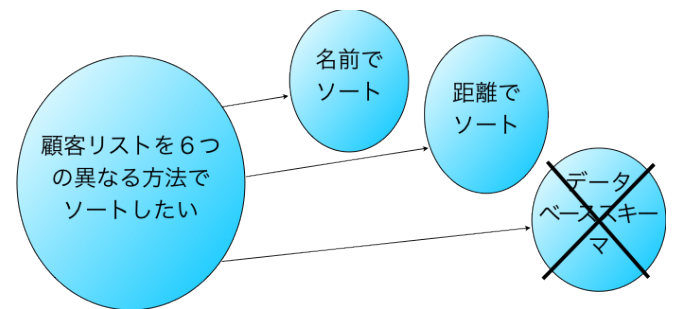 顧客リストを６つ
の異なる方法で
ソートしたい
名前で
ソート
距離で
ソート
データ
ベーススキー
マ